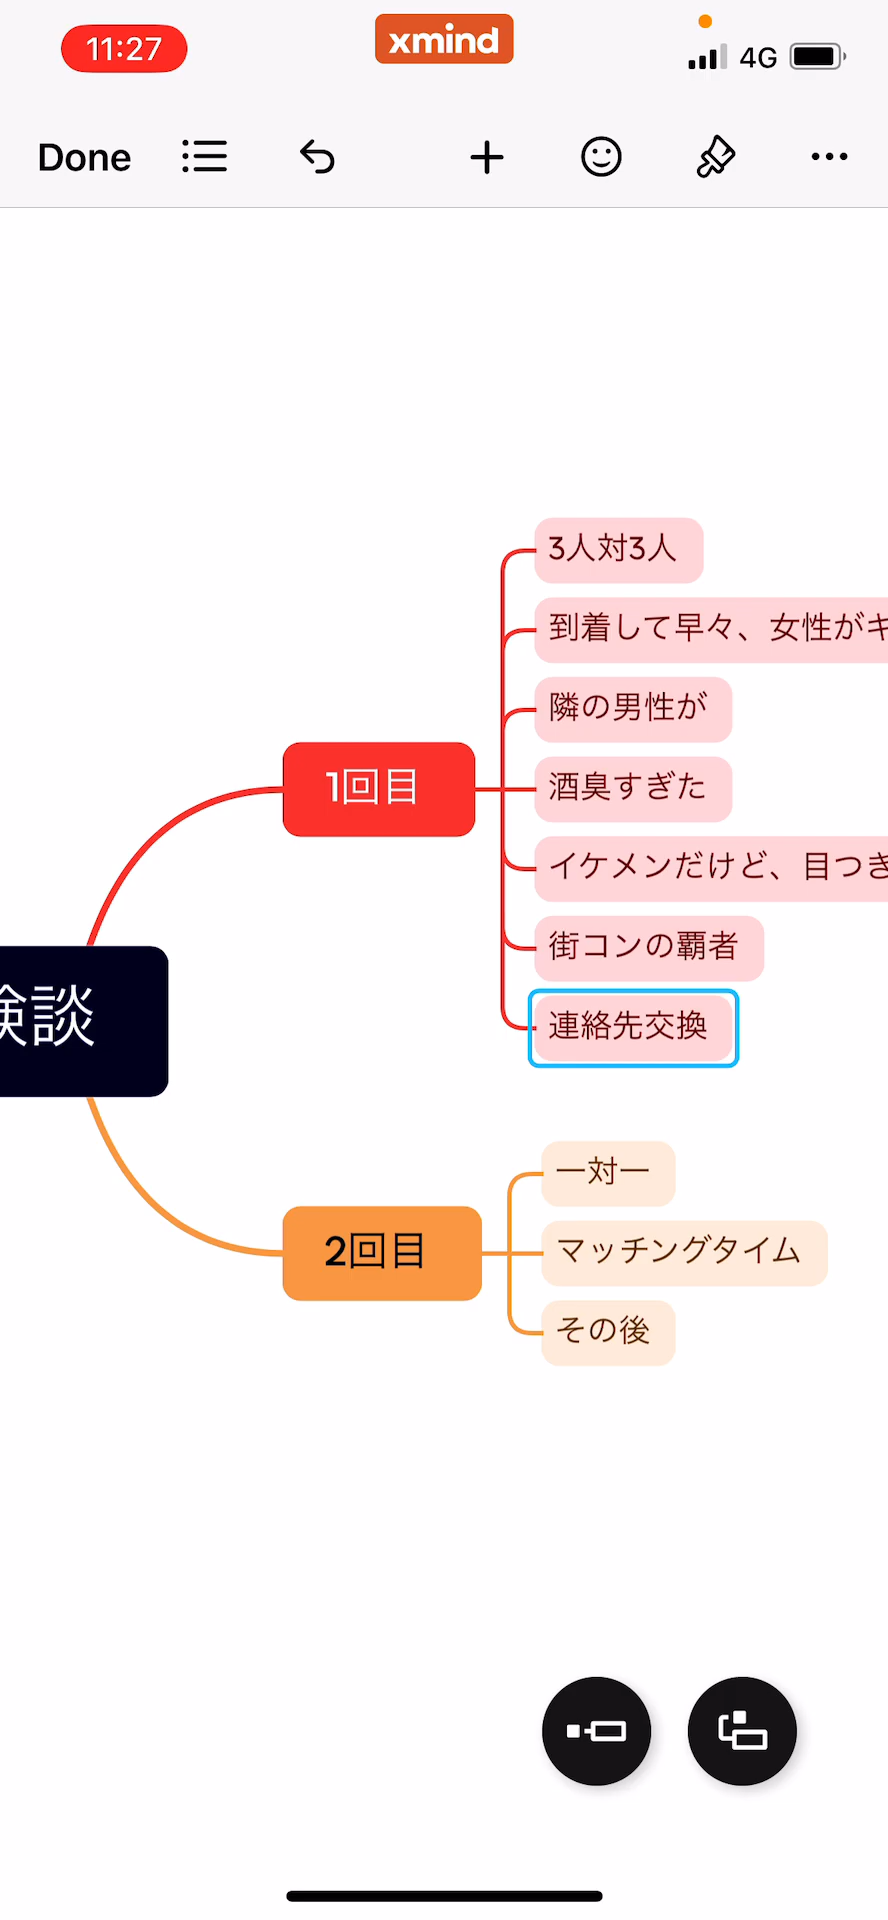 11:27
xmind
4G
Done
3人対3人
到着して早々、女性がキ
隣の男性が
1回目
酒臭すぎた
イケメンだけど、目つき
街コンの覇者
験談
連絡先交換
一対一
2回目
マッチングタイム
その後